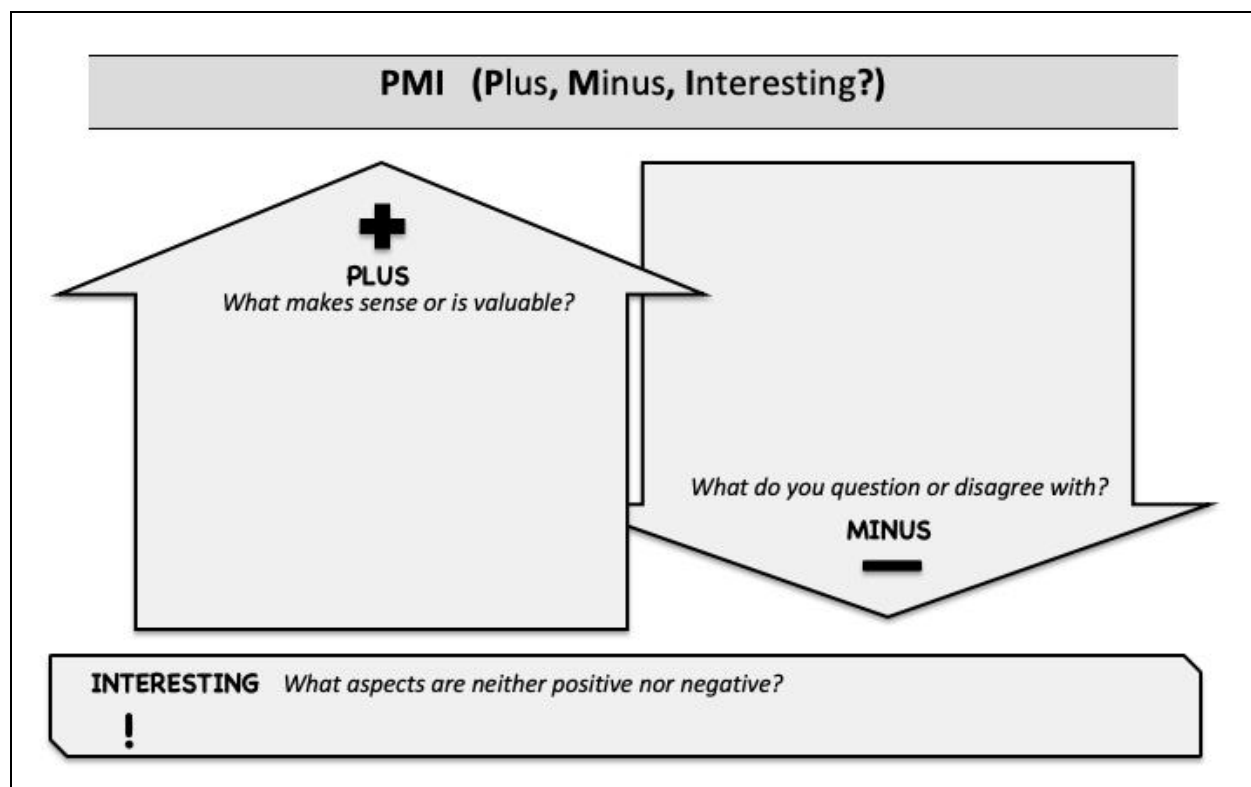 PMI (Plus, Minus, Interesting?)
+
PLUS
What makes sense or is valuable?
What do you question or disagree with?
MINUS
−
INTERESTING What aspects are neither positive nor negative?
!